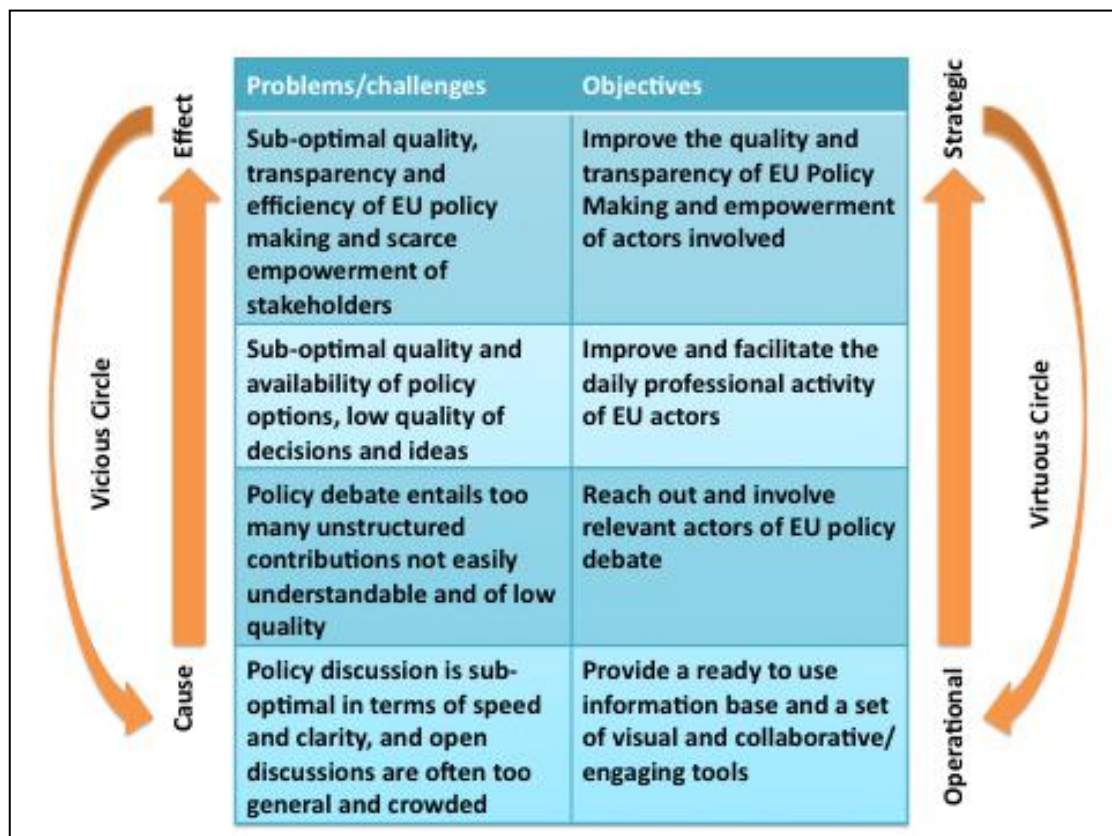 Problems/challenges
Objectives
Sub-optimal quality,
transparency and
efficiency of EU policy
making and scarce
empowerment of
stakeholders
Improve the quality and
transparency of EU Policy
Making and empowerment
of actors involved
Sub-optimal quality and
availability of policy
options, low quality of
decisions and ideas
Improve and facilitate the
daily professional activity
of EU actors
Policy debate entails too
many unstructured
contributions not easily
understandable and of low
quality
Reach out and involve
relevant actors of EU policy
debate
Policy discussion is sub-
optimal in terms of speed
and clarity, and open
discussions are often too
general and crowded
Provide a ready to use
information base and a set
of visual and collaborative/
engaging tools
Effect
Vicious Circle
Cause
Strategic
Virtuous Circle
Operational